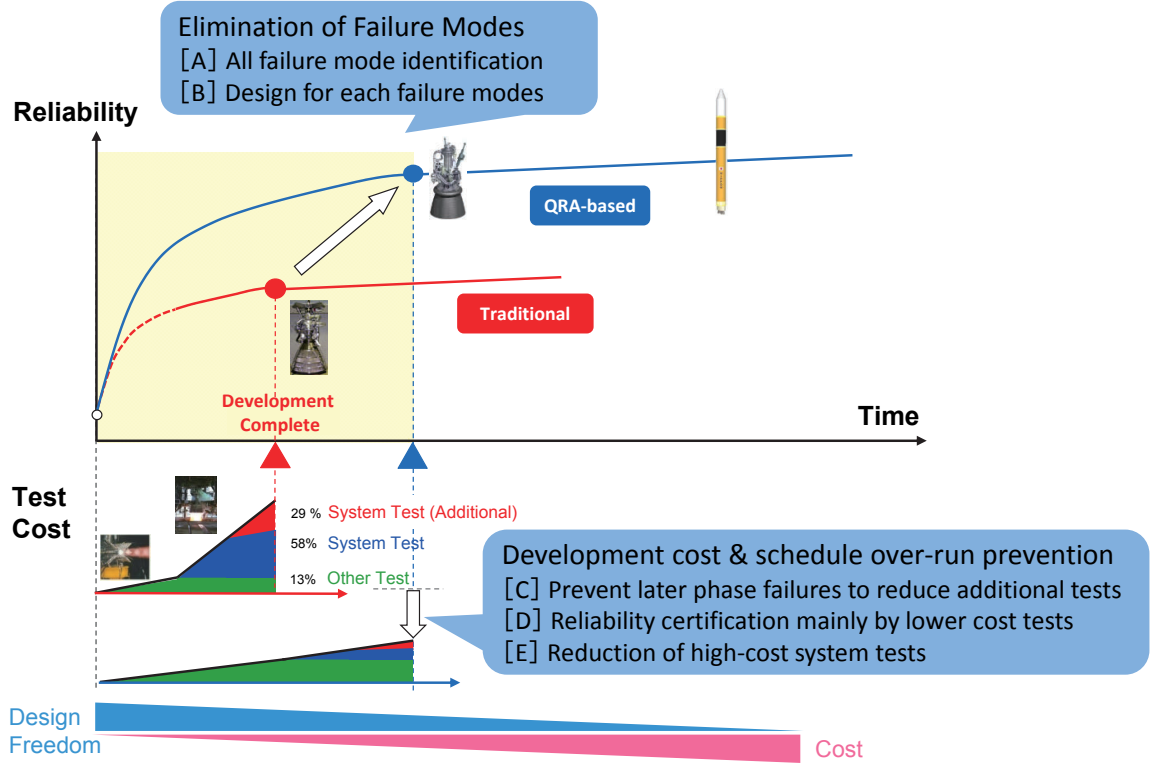 Elimination of Failure Modes
[A] All failure mode identification
[B] Design for each failure modes
Reliability
QRA-based
Traditional
Development
Complete
Time
Test
Cost
29 % System Test (Additional)
58% System Test
13% Other Test
Development cost & schedule over-run prevention
[C] Prevent later phase failures to reduce additional tests
[D] Reliability certification mainly by lower cost tests
[E] Reduction of high-cost system tests
Design
Freedom
Cost